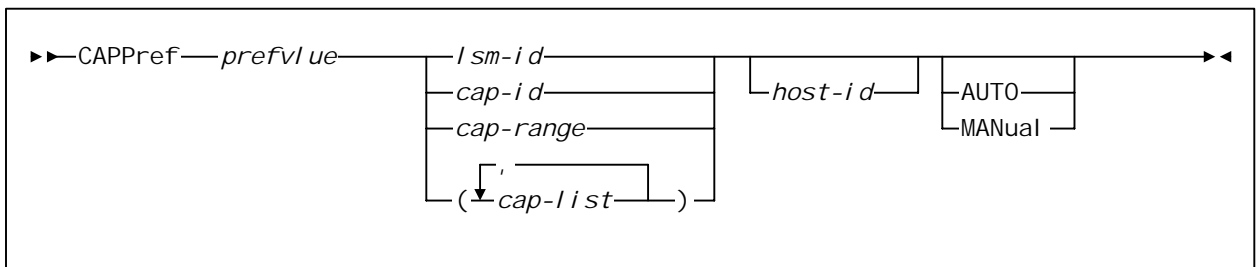 CAPPref prefvlue lsm-id
cap-id host-id AUTO
cap-range MANual
,
( cap-list )